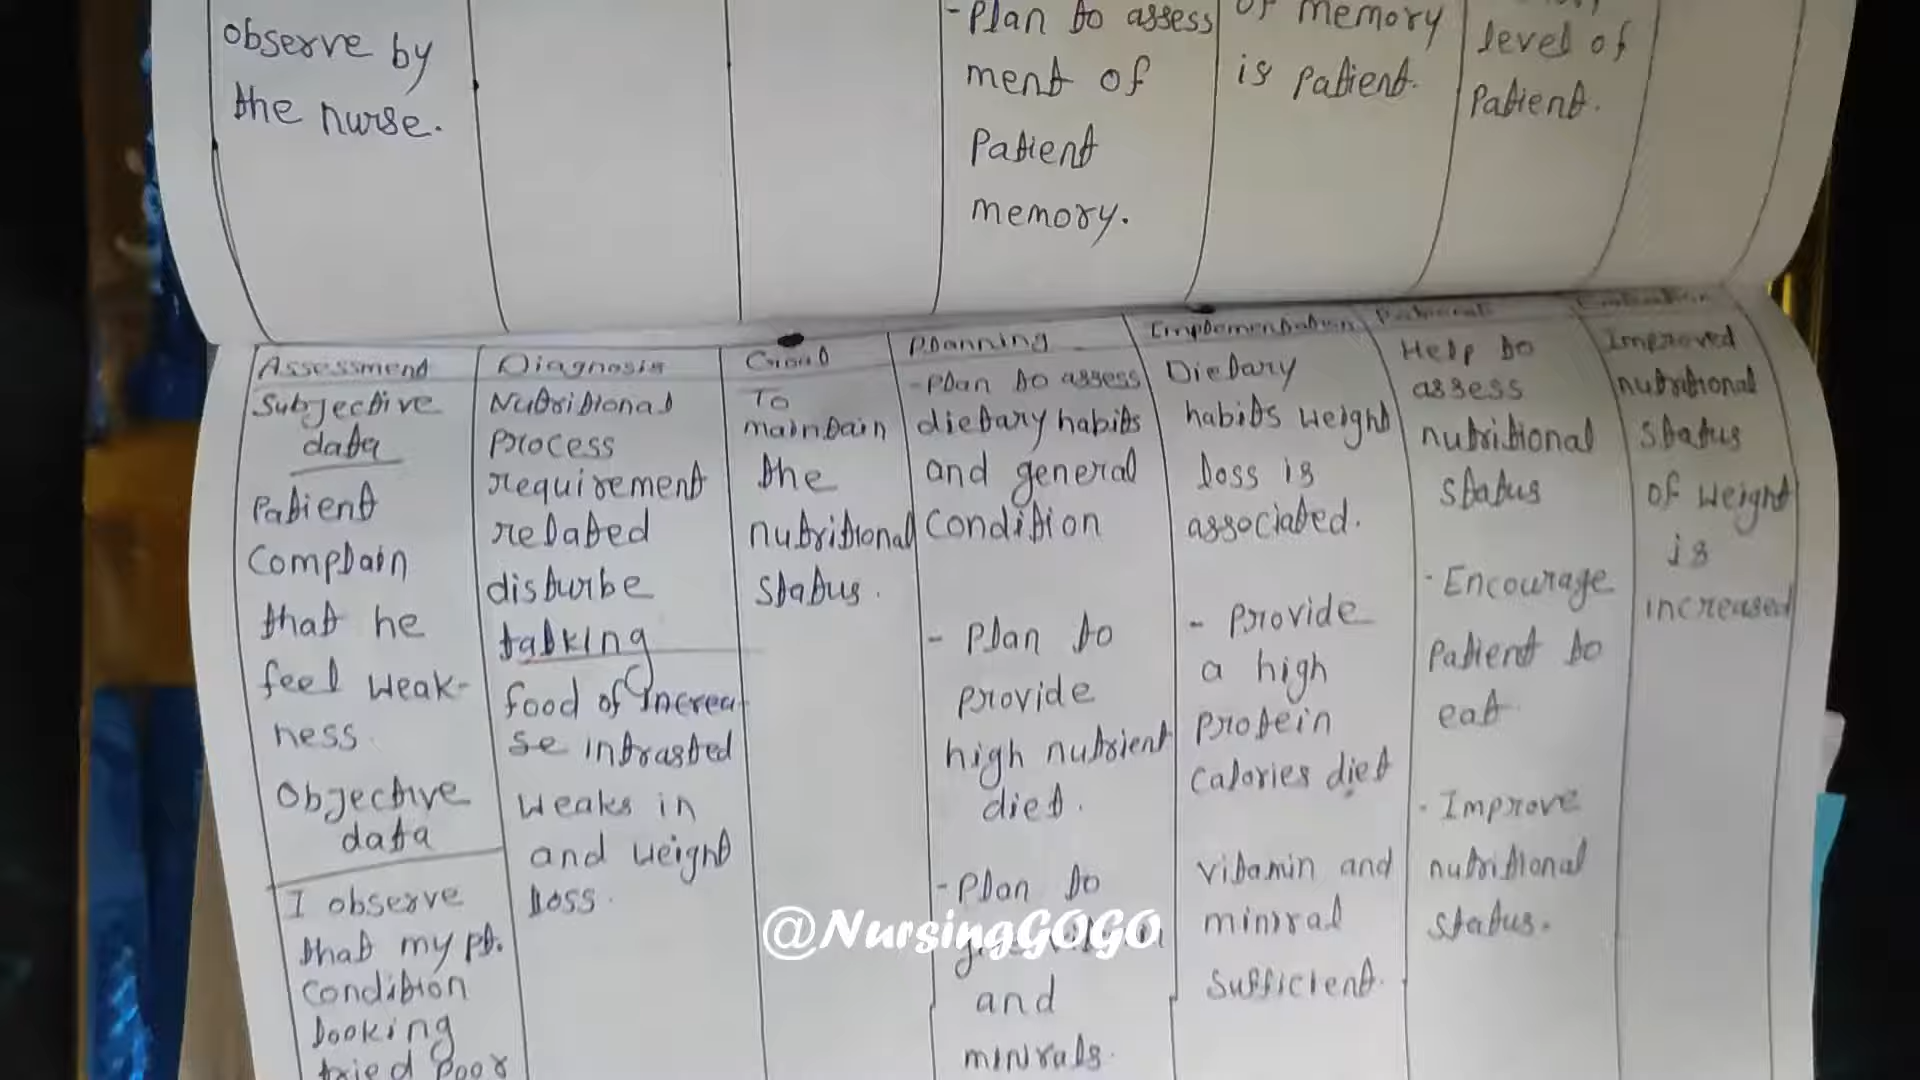 observe by
the nurse.
-Plan to assess
ment of
Patient
memory.
of memory
is patient.
level of
Patient.
Assessment
Subjective
data
Patient
Complain
that he
feel weak-
ness.
Objective
data
I observe
that my pt.
Condition
looking
tried poor
Diagnosis
Nutritional
Process
requirement
related
disturbe
talking
food of increa
se intrasted
weaks in
and weight
loss.
Goal
To
maintain
the
nutritional
status.
Planning
-Plan to assess
dietary habits
and general
Condition
- Plan to
provide
high nutrient
diet.
-Plan to
and
minirals.
Implementation
Dietary
habits weight
loss is
associated.
- Provide
a high
protein
Calories diet
vitamin and
minral
sufficient.
Help to
assess
nutritional
status
- Encourage
Patient to
eat
- Improve
nutritional
status.
Improved
nutritional
status
of weight
is
increased
@NursingGOGO